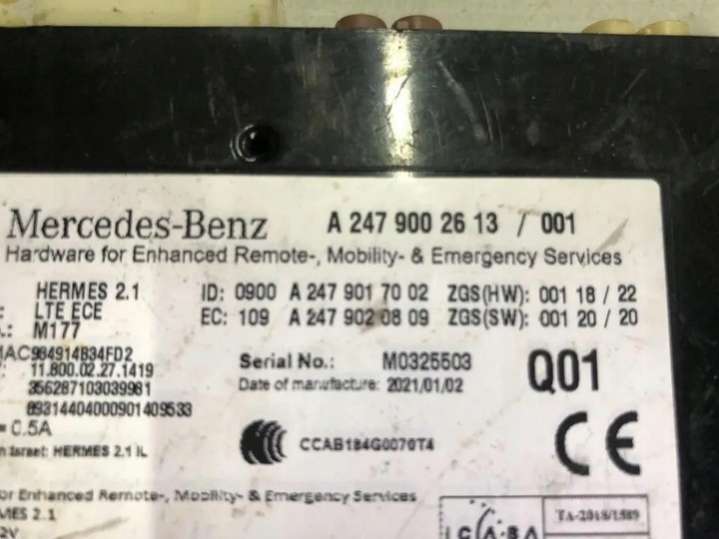 Mercedes-Benz A 247 900 26 13 / 001
Hardware for Enhanced Remote-, Mobility- & Emergency Services
HERMES 2.1 ID: 0900 A 247 901 70 02 ZGS(HW): 001 18 / 22
LTE ECE EC: 109 A 247 902 08 09 ZGS(SW): 001 20 / 20
M177
MAC984914B34FD2
11.800.02.27.1419 Serial No.: M0325503 Q01
356287103039981 Date of manufacture: 2021/01/02
89314404000901409533
= 0.5A
CE
CCAB184G0070T4
n Israel: HERMES 2.1 IL
or Enhanced Remote-, Mobility- & Emergency Services
MES 2.1
2V
ICASA TA-2018/1589